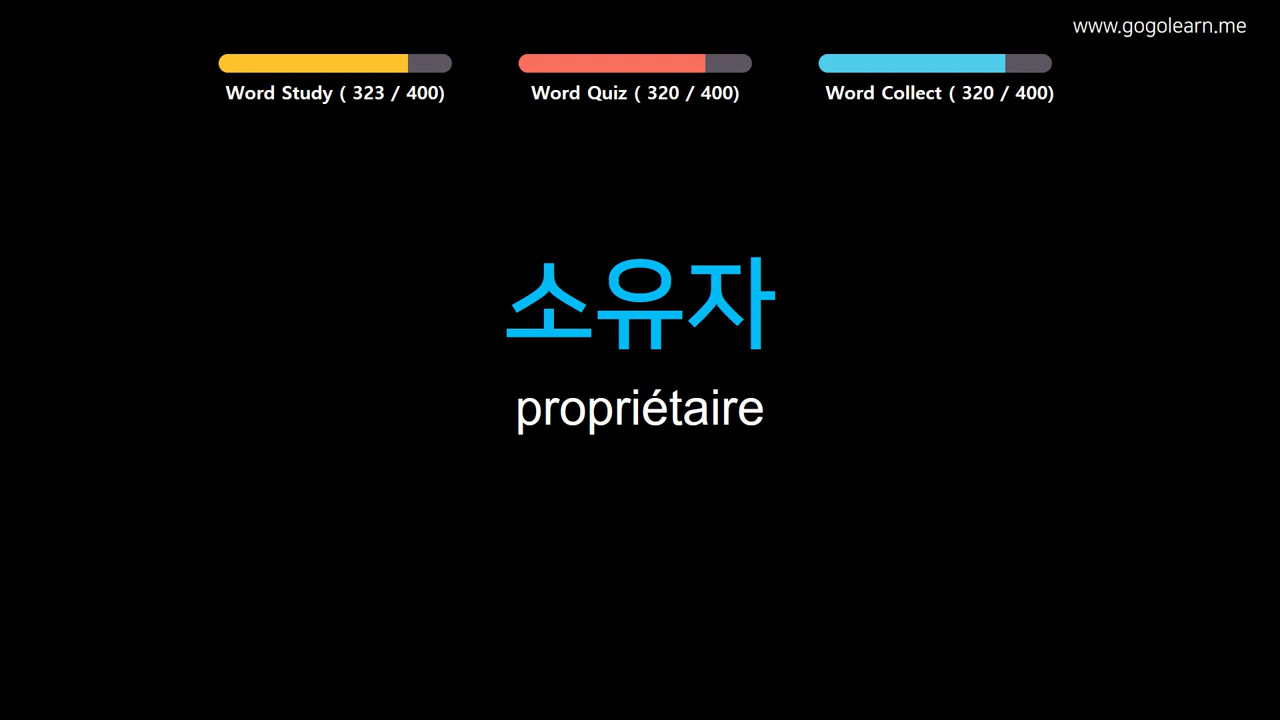 www.gogolearn.me
Word Study ( 323 / 400)
Word Quiz ( 320 / 400)
Word Collect ( 320 / 400)
소유자
propriétaire